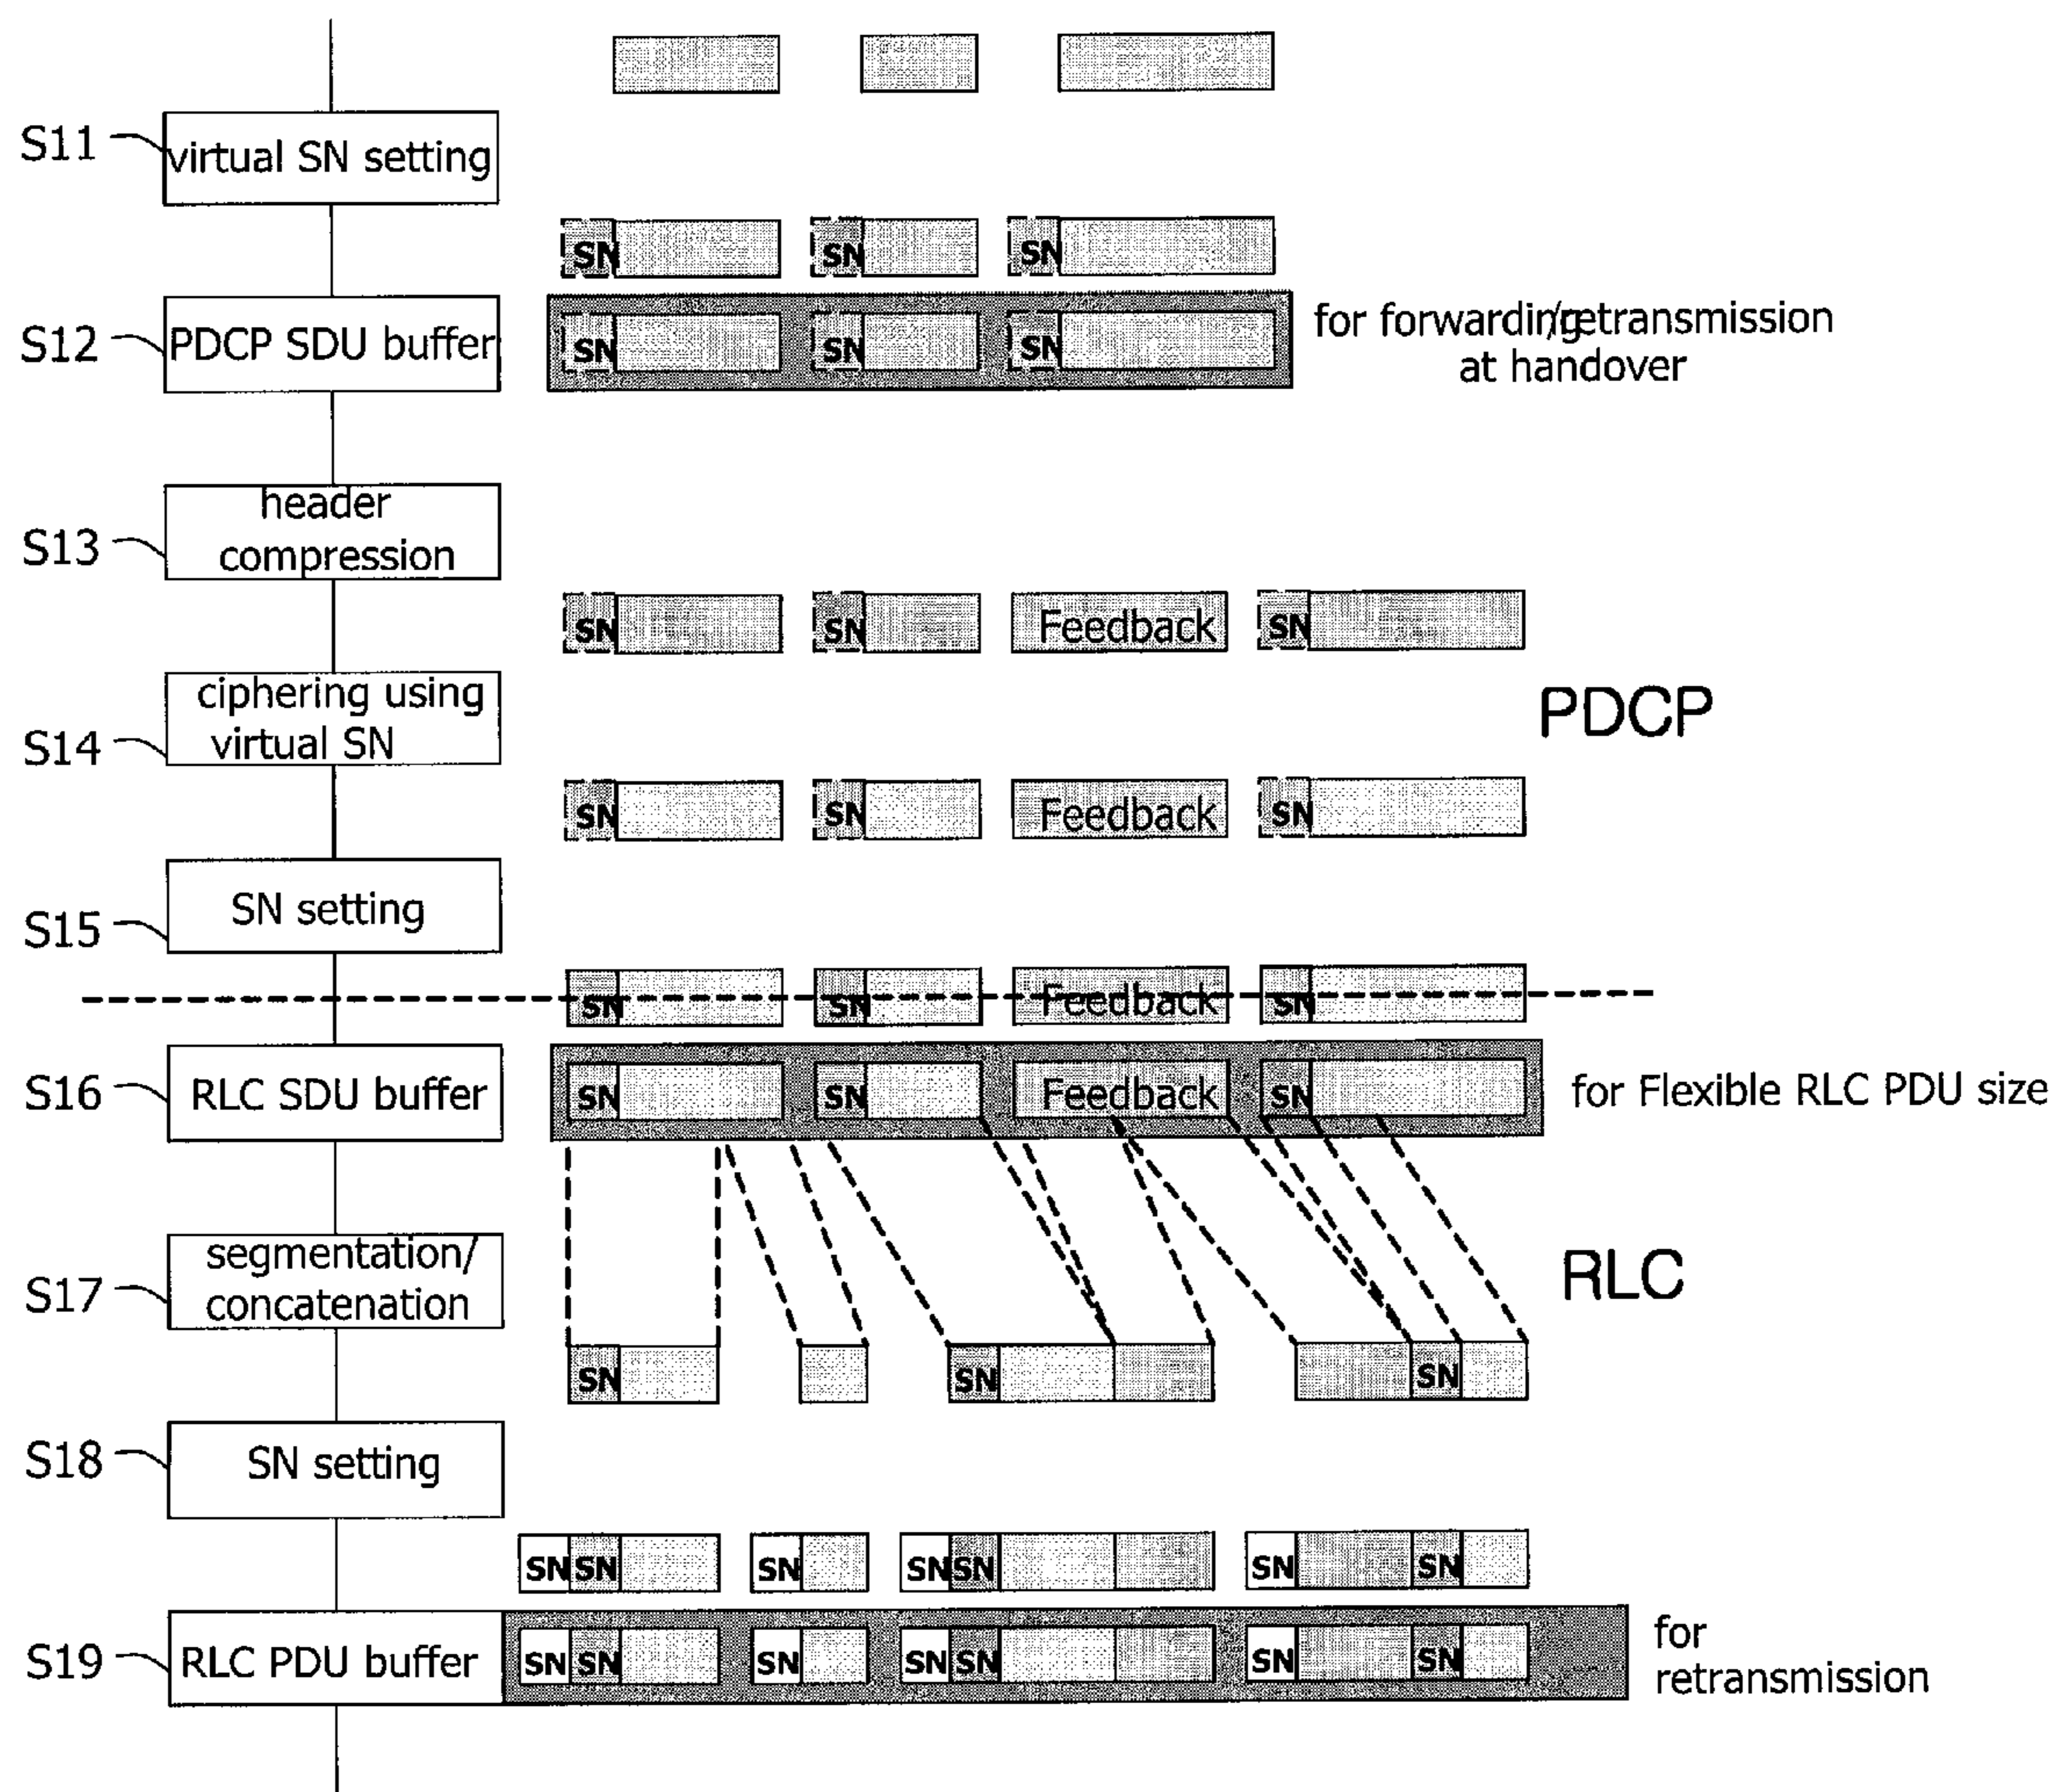 S11
virtual SN setting
SN SN SN
S12
PDCP SDU buffer
SN SN SN
for forwarding/retransmission
at handover
S13
header
compression
SN SN Feedback SN
S14
ciphering using
virtual SN
PDCP
SN SN Feedback SN
S15
SN setting
SN SN Feedback SN
S16
RLC SDU buffer
SN SN Feedback SN
for Flexible RLC PDU size
S17
segmentation/
concatenation
RLC
SN SN SN
S18
SN setting
SN SN SN SN SN SN SN
S19
RLC PDU buffer
SN SN SN SN SN SN SN
for
retransmission